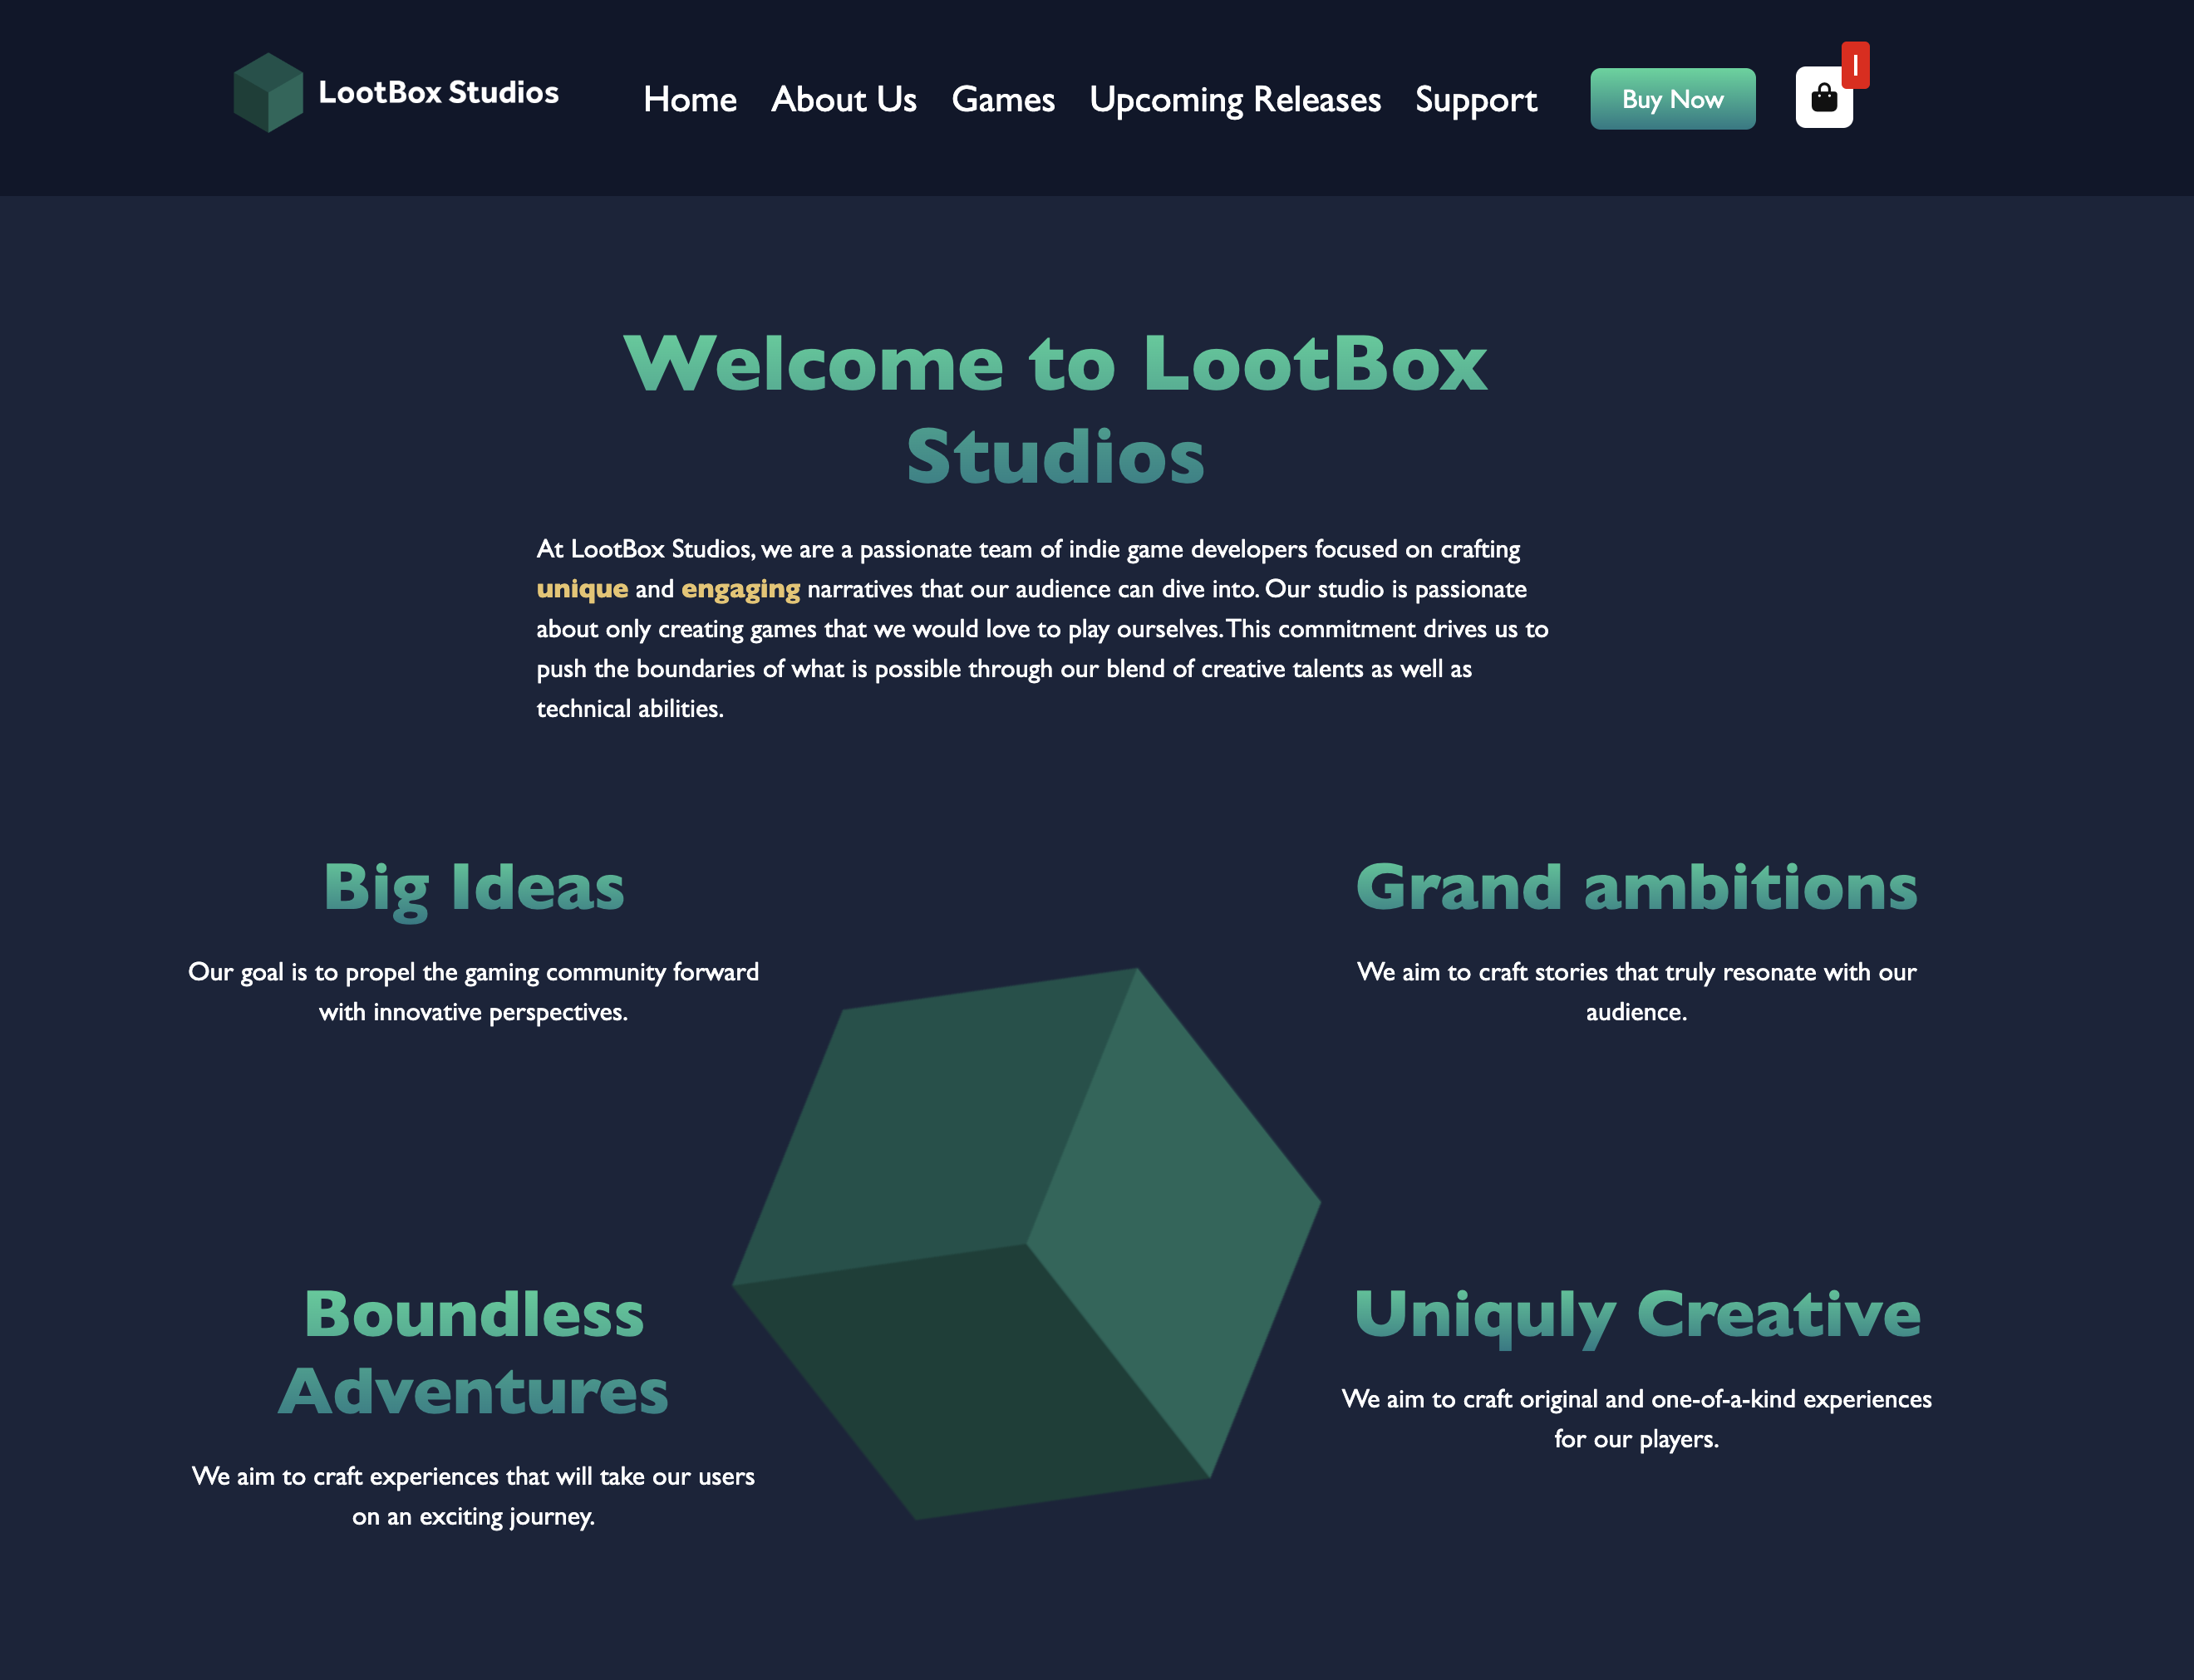 LootBox Studios
Home About Us Games Upcoming Releases Support Buy Now 1
Welcome to LootBox
Studios
At LootBox Studios, we are a passionate team of indie game developers focused on crafting
unique and engaging narratives that our audience can dive into. Our studio is passionate
about only creating games that we would love to play ourselves. This commitment drives us to
push the boundaries of what is possible through our blend of creative talents as well as
technical abilities.
Big Ideas
Our goal is to propel the gaming community forward
with innovative perspectives.
Grand ambitions
We aim to craft stories that truly resonate with our
audience.
Boundless
Adventures
We aim to craft experiences that will take our users
on an exciting journey.
Uniquly Creative
We aim to craft original and one-of-a-kind experiences
for our players.